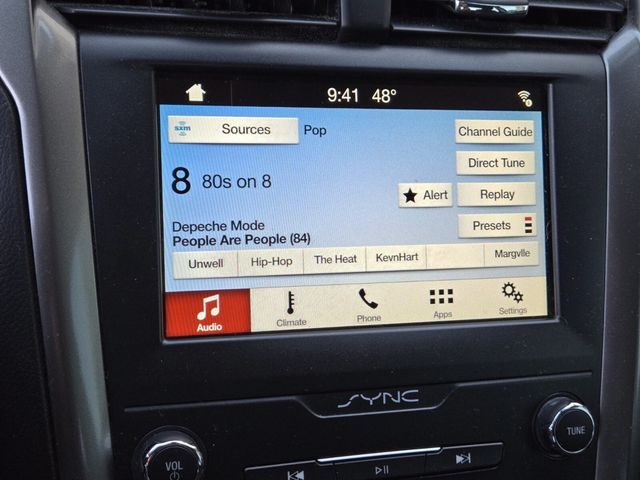 9:41 48°
sxm Sources Pop Channel Guide
Direct Tune
8 80s on 8
★ Alert Replay
Presets
Depeche Mode
People Are People (84)
Unwell Hip-Hop The Heat KevnHart Margvlle
Audio Climate Phone Apps Settings
SYNC
VOL TUNE